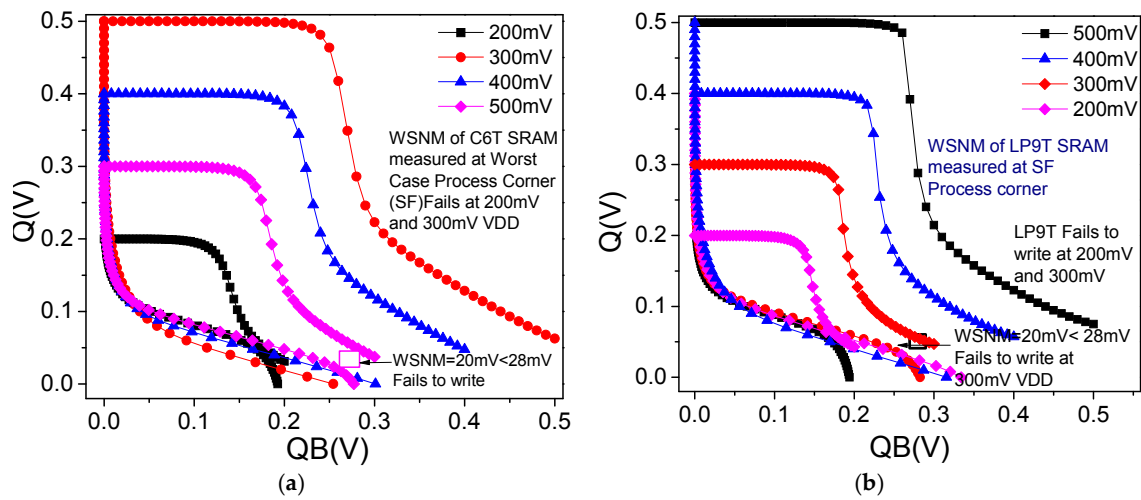 0.5
0.4
0.3
0.2
0.1
0.0
Q(V)
200mV
300mV
400mV
500mV
WSNM of C6T SRAM
measured at Worst
Case Process Corner
(SF)Fails at 200mV
and 300mV VDD
WSNM=20mV<28mV
Fails to write
0.0 0.1 0.2 0.3 0.4 0.5
QB(V)
(a)
0.5
0.4
0.3
0.2
0.1
0.0
Q(V)
500mV
400mV
300mV
200mV
WSNM of LP9T SRAM
measured at SF
Process corner
LP9T Fails to
write at 200mV
and 300mV
WSNM=20mV< 28mV
Fails to write at
300mV VDD
0.0 0.1 0.2 0.3 0.4 0.5
QB(V)
(b)